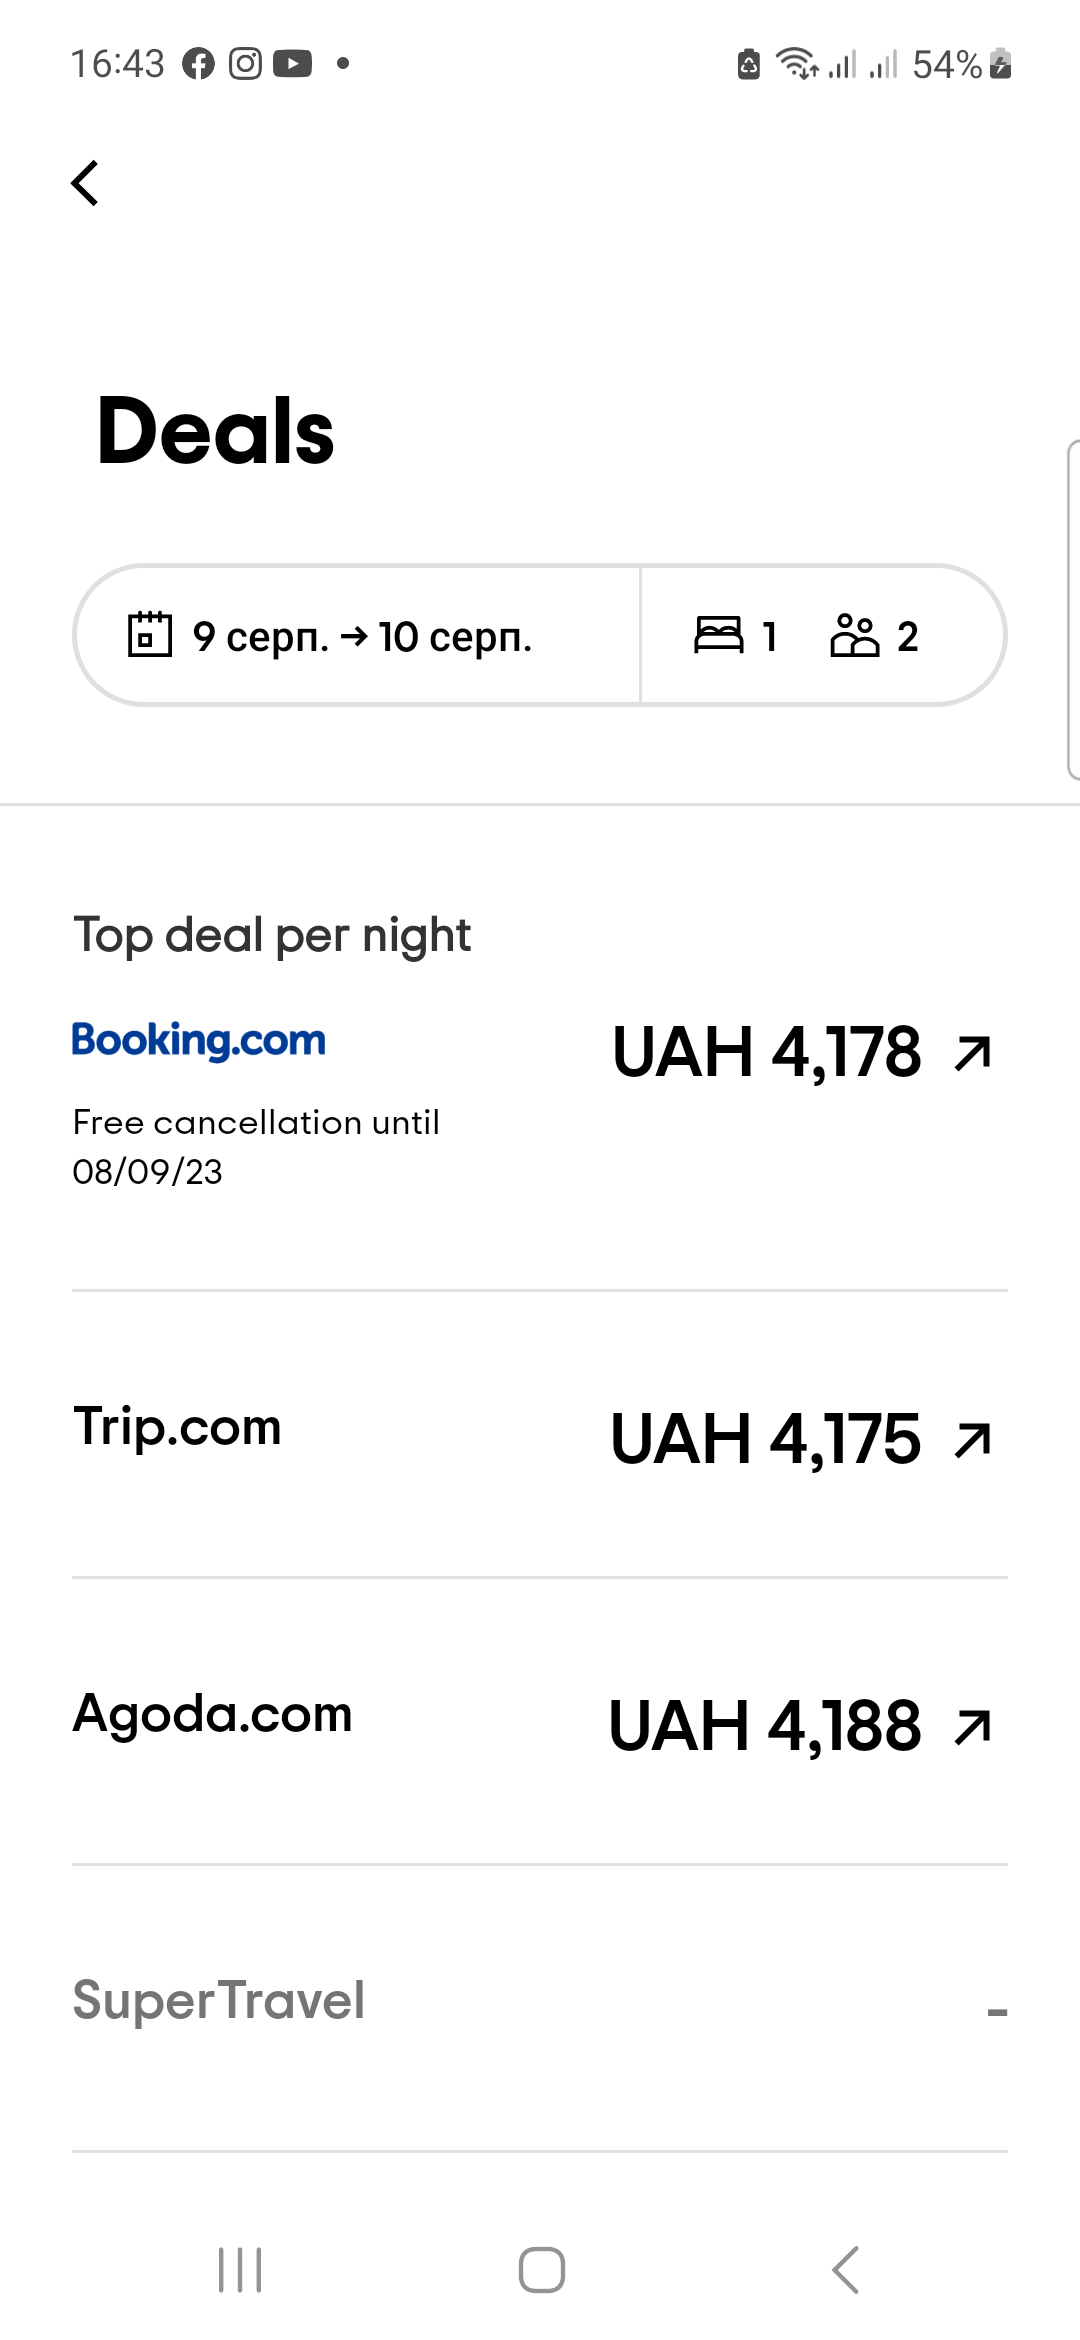 16:43 54%
Deals
9 серп. → 10 серп. 1 2
Top deal per night
Booking.com UAH 4,178
Free cancellation until
08/09/23
Trip.com UAH 4,175
Agoda.com UAH 4,188
SuperTravel -